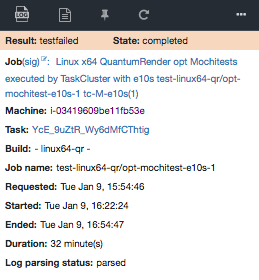 LOG
Result: testfailed State: completed
Job(sig): Linux x64 QuantumRender opt Mochitests
executed by TaskCluster with e10s test-linux64-qr/opt-
mochitest-e10s-1 tc-M-e10s(1)
Machine: i-03419609be11fb53e
Task: YcE_9uZtR_Wy6dMfCThtig
Build: - linux64-qr -
Job name: test-linux64-qr/opt-mochitest-e10s-1
Requested: Tue Jan 9, 15:54:46
Started: Tue Jan 9, 16:22:24
Ended: Tue Jan 9, 16:54:47
Duration: 32 minute(s)
Log parsing status: parsed